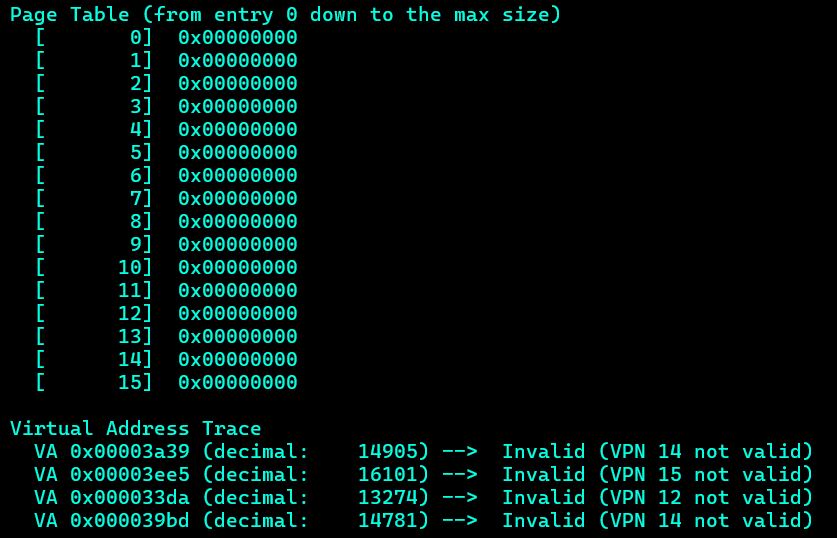 Page Table (from entry 0 down to the max size)
  [       0]  0x00000000
  [       1]  0x00000000
  [       2]  0x00000000
  [       3]  0x00000000
  [       4]  0x00000000
  [       5]  0x00000000
  [       6]  0x00000000
  [       7]  0x00000000
  [       8]  0x00000000
  [       9]  0x00000000
  [      10]  0x00000000
  [      11]  0x00000000
  [      12]  0x00000000
  [      13]  0x00000000
  [      14]  0x00000000
  [      15]  0x00000000

Virtual Address Trace
  VA 0x00003a39 (decimal:    14905) -->  Invalid (VPN 14 not valid)
  VA 0x00003ee5 (decimal:    16101) -->  Invalid (VPN 15 not valid)
  VA 0x000033da (decimal:    13274) -->  Invalid (VPN 12 not valid)
  VA 0x000039bd (decimal:    14781) -->  Invalid (VPN 14 not valid)